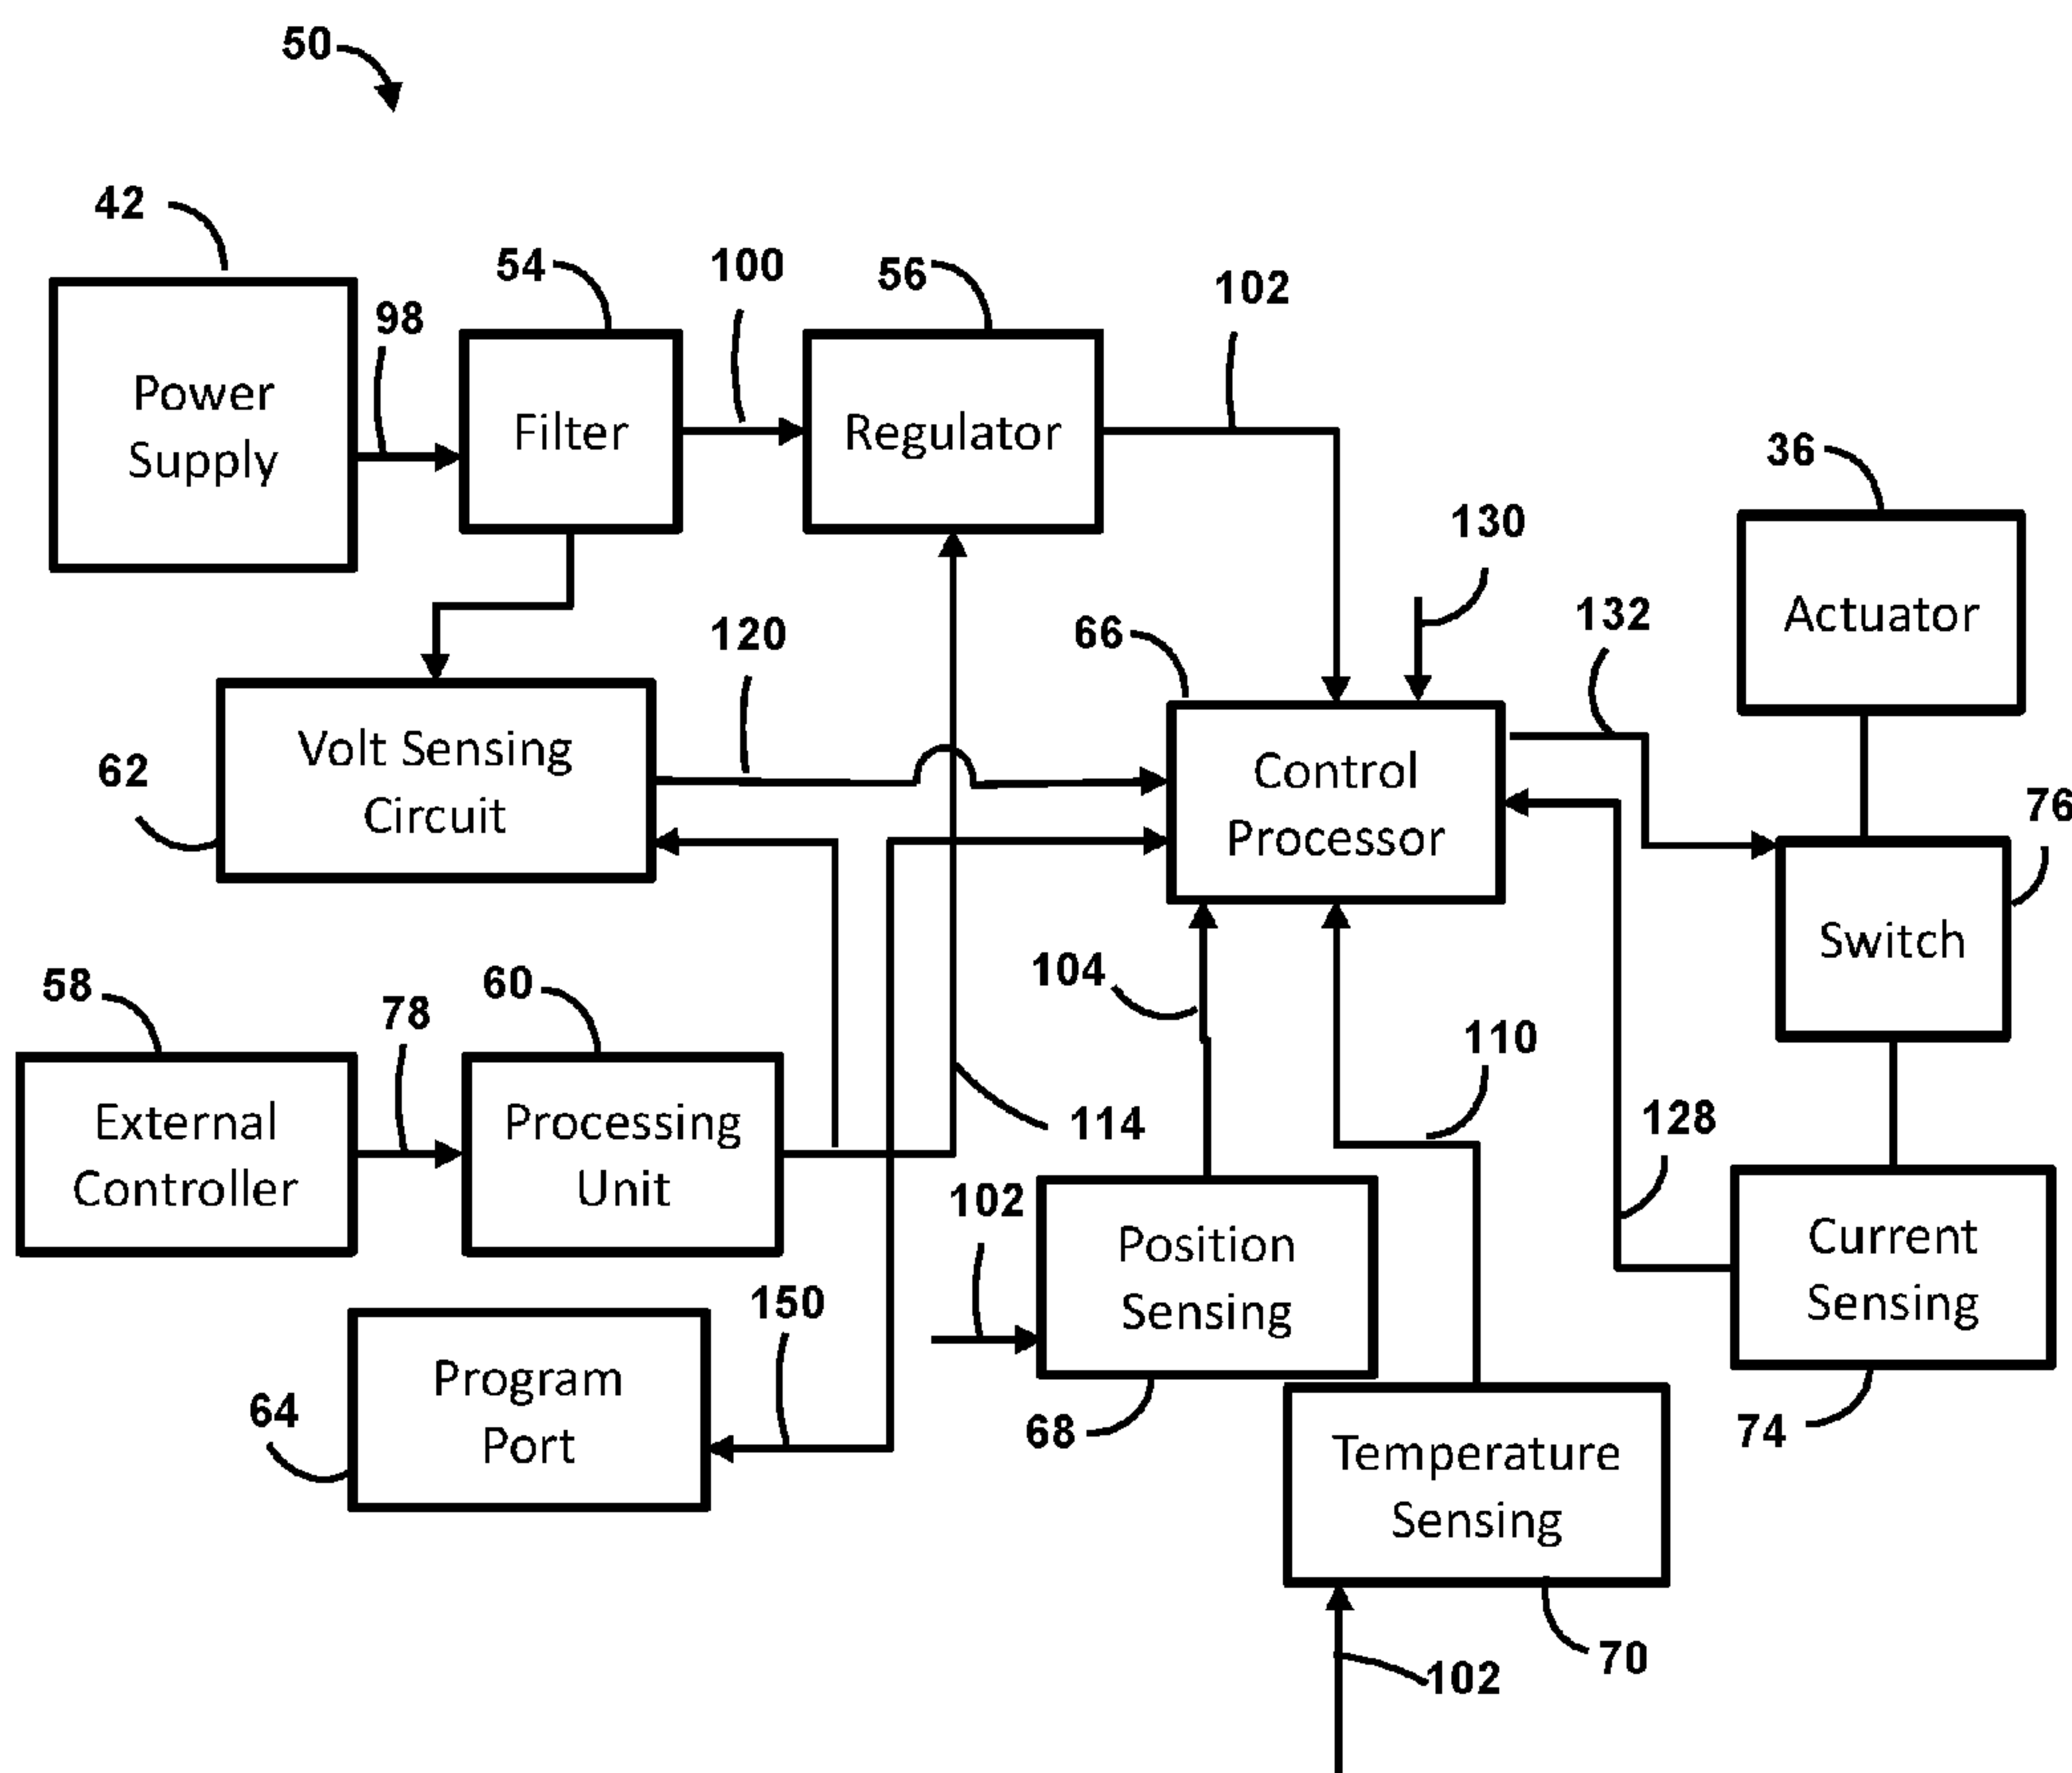 50
42
98
54
100
56
102
Power
Supply
Filter
Regulator
36
130
132
Actuator
120
66
62
Volt Sensing
Circuit
Control
Processor
76
Switch
104
58
78
60
110
External
Controller
Processing
Unit
114
128
102
Position
Sensing
Current
Sensing
150
64
Program
Port
68
74
Temperature
Sensing
70
102